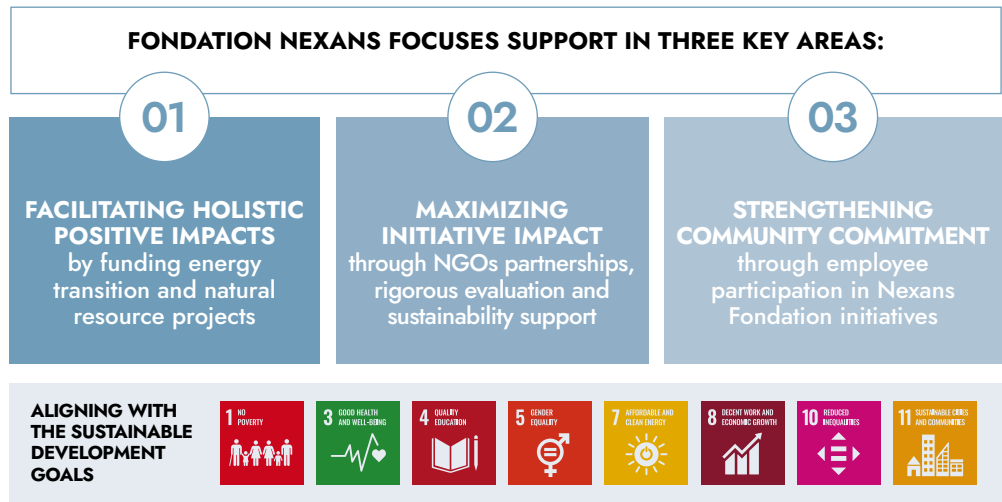 FONDATION NEXANS FOCUSES SUPPORT IN THREE KEY AREAS:
01
FACILITATING HOLISTIC
POSITIVE IMPACTS
by funding energy
transition and natural
resource projects
02
MAXIMIZING
INITIATIVE IMPACT
through NGOs partnerships,
rigorous evaluation and
sustainability support
03
STRENGTHENING
COMMUNITY COMMITMENT
through employee
participation in Nexans
Fondation initiatives
ALIGNING WITH
THE SUSTAINABLE
DEVELOPMENT
GOALS
1 NO
POVERTY
3 GOOD HEALTH
AND WELL-BEING
4 QUALITY
EDUCATION
5 GENDER
EQUALITY
7 AFFORDABLE AND
CLEAN ENERGY
8 DECENT WORK AND
ECONOMIC GROWTH
10 REDUCED
INEQUALITIES
11 SUSTAINABLE CITIES
AND COMMUNITIES